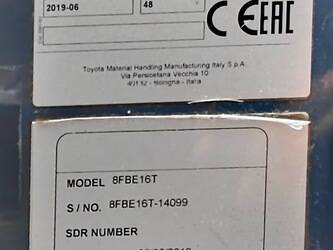 2019-06
48
CE EAC
Toyota Material Handling Manufacturing Italy S.p.A.
Via Persicetana Vecchia 10
40132 - Bologna - Italia
MODEL 8FBE16T
S / NO. 8FBE16T-14099
SDR NUMBER